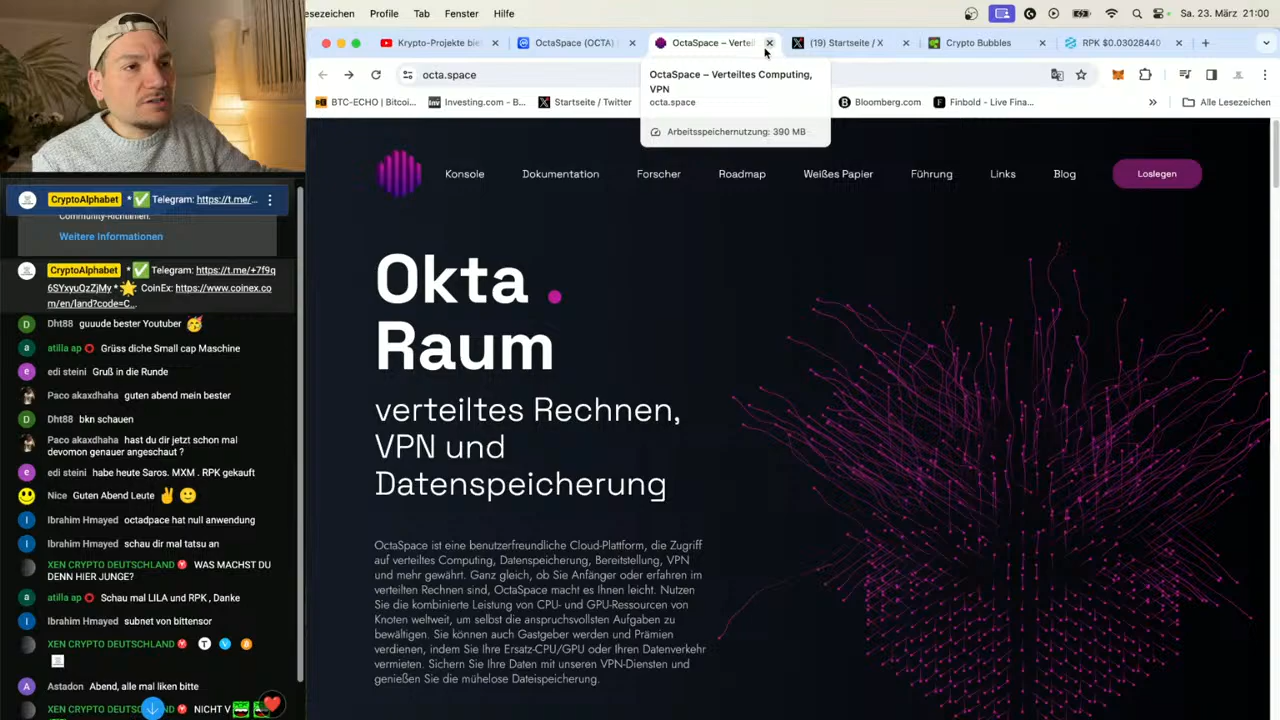 esezeichen Profile Tab Fenster Hilfe Sa. 23. März 21:00
Krypto-Projekte bie OctaSpace (OCTA) OctaSpace – Verteil (19) Startseite / X Crypto Bubbles RPK $0.03028440
octa.space
BTC-ECHO | Bitcoi... Investing.com - B... Startseite / Twitter Bloomberg.com Finbold - Live Fina... » Alle Lesezeichen
OctaSpace – Verteiltes Computing,
VPN
octa.space
Arbeitsspeichernutzung: 390 MB
Konsole Dokumentation Forscher Roadmap Weißes Papier Führung Links Blog Loslegen
Okta .
Raum
verteiltes Rechnen,
VPN und
Datenspeicherung
OctaSpace ist eine benutzerfreundliche Cloud-Plattform, die Zugriff
auf verteiltes Computing, Datenspeicherung, Bereitstellung, VPN
und mehr gewährt. Ganz gleich, ob Sie Anfänger oder erfahren im
verteilten Rechnen sind, OctaSpace macht es Ihnen leicht. Nutzen
Sie die kombinierte Leistung von CPU- und GPU-Ressourcen von
Knoten weltweit, um selbst die anspruchsvollsten Aufgaben zu
bewältigen. Sie können auch Gastgeber werden und Prämien
verdienen, indem Sie Ihre Ersatz-CPU/GPU oder Ihren Datenverkehr
vermieten. Sichern Sie Ihre Daten mit unseren VPN-Diensten und
genießen Sie die mühelose Dateispeicherung.
CryptoAlphabet *✅ Telegram: https://t.me/...
Community-Richtlinien.
Weitere Informationen
CryptoAlphabet *✅ Telegram: https://t.me/+7f9q
6SYxyuQzZjMy *🌟 CoinEx: https://www.coinex.co
m/en/land?code=C...
Dht88 guuude bester Youtuber 🥳
atilla ap ⭕ Grüss diche Small cap Maschine
edi steini Gruß in die Runde
Paco akaxdhaha guten abend mein bester
Dht88 bkn schauen
Paco akaxdhaha hast du dir jetzt schon mal
devomon genauer angeschaut ?
edi steini habe heute Saros. MXM . RPK gekauft
Nice Guten Abend Leute ✌️ 🙂
Ibrahim Hmayed octadpace hat null anwendung
Ibrahim Hmayed schau dir mal tatsu an
XEN CRYPTO DEUTSCHLAND WAS MACHST DU
DENN HIER JUNGE?
atilla ap ⭕ Schau mal LILA und RPK , Danke
Ibrahim Hmayed subnet von bittensor
XEN CRYPTO DEUTSCHLAND
Astadon Abend, alle mal liken bitte
XEN CRYPTO DEUTSCHLAND NICHT V